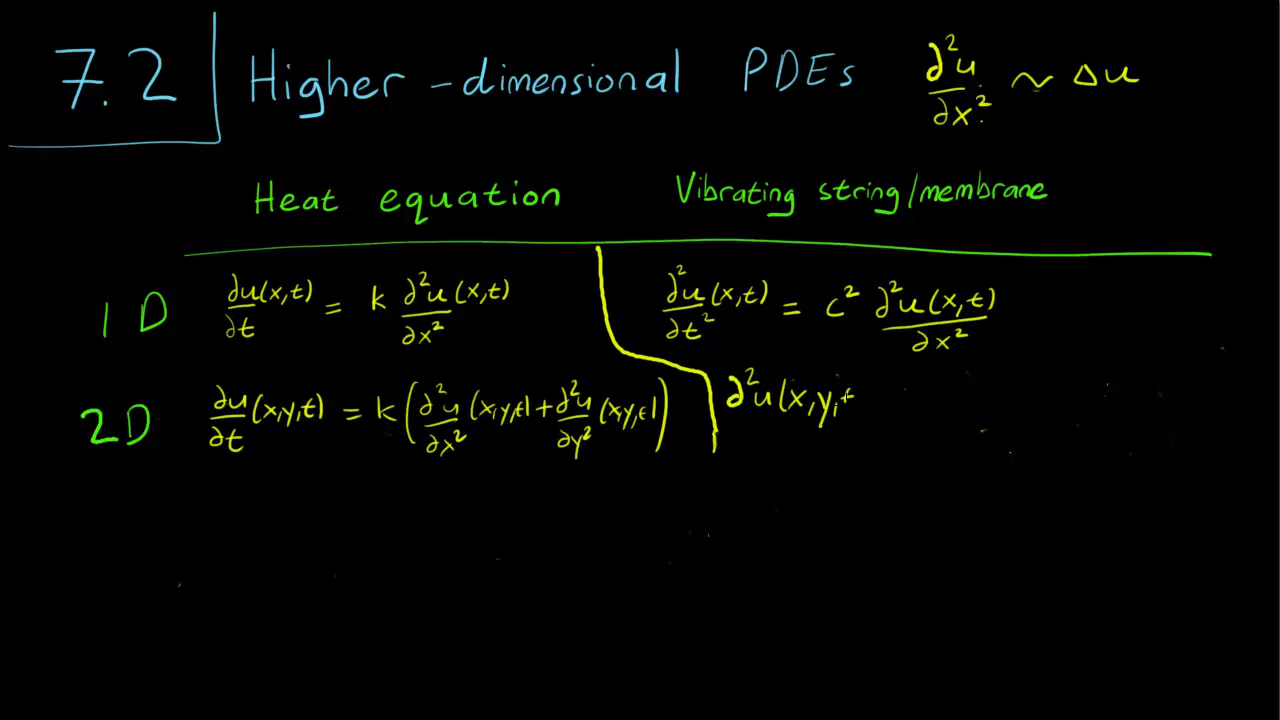 7.2 Higher-dimensional PDEs ∂²u/∂x² ~ Δu
Heat equation Vibrating string/membrane
1D ∂u(x,t)/∂t = k ∂²u(x,t)/∂x² ∂²u/∂t²(x,t) = c² ∂²u(x,t)/∂x²
2D ∂u/∂t(x,y,t) = k(∂²u/∂x²(x,y,t) + ∂²u/∂y²(x,y,t)) ∂²u(x,y,t